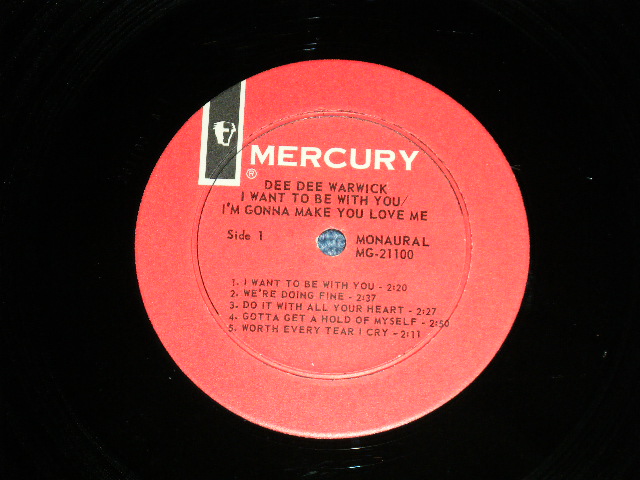 MERCURY
®
DEE DEE WARWICK
I WANT TO BE WITH YOU/
I'M GONNA MAKE YOU LOVE ME
Side 1
MONAURAL
MG-21100
1. I WANT TO BE WITH YOU - 2:20
2. WE'RE DOING FINE - 2:37
3. DO IT WITH ALL YOUR HEART - 2:27
4. GOTTA GET A HOLD OF MYSELF - 2:50
5. WORTH EVERY TEAR I CRY - 2:11